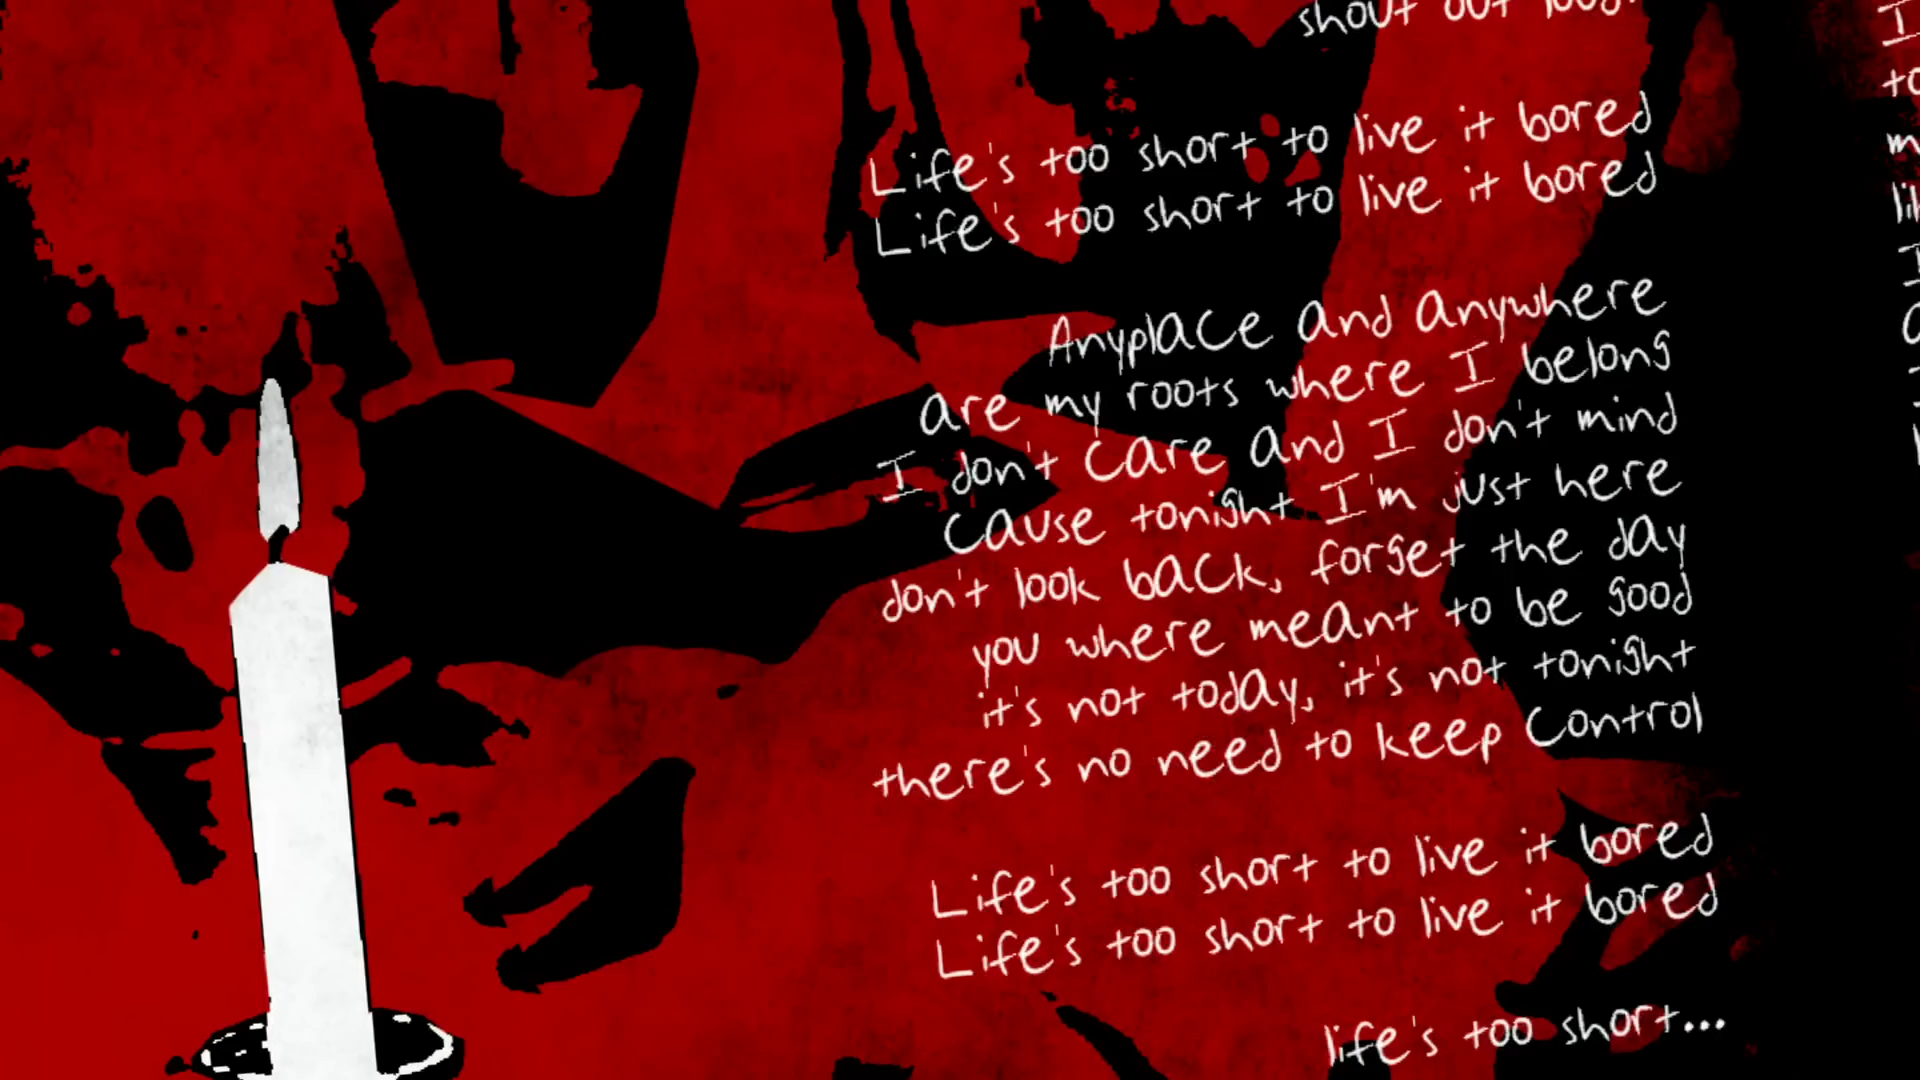 shout out loud
Life's too short to live it bored
Life's too short to live it bored
Anyplace and anywhere
are my roots where I belong
I don't care and I don't mind
Cause tonight I'm just here
don't look back, forget the day
you where meant to be good
it's not today, it's not tonight
there's no need to keep control
Life's too short to live it bored
Life's too short to live it bored
life's too short...